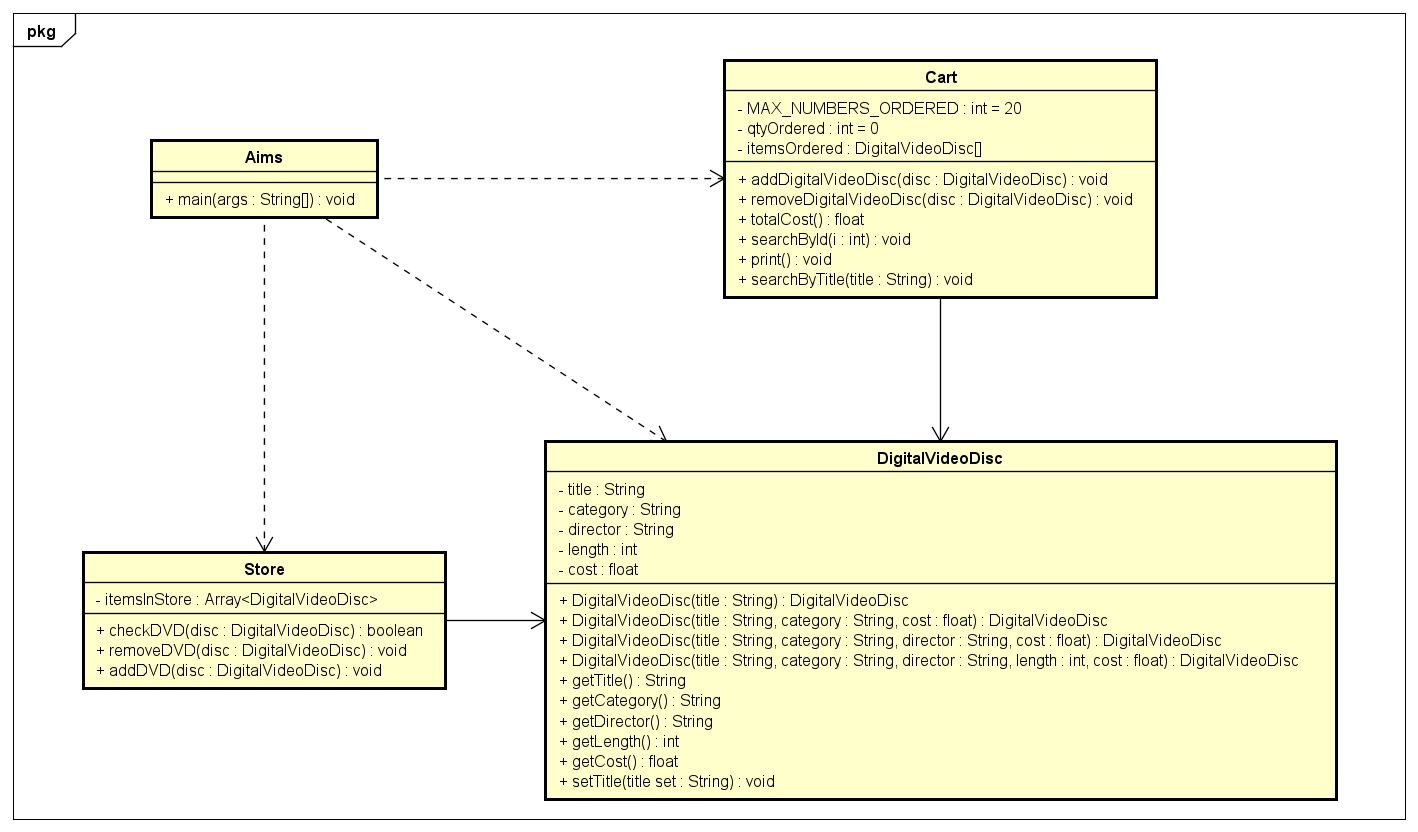 pkg
Cart
- MAX_NUMBERS_ORDERED : int = 20
- qtyOrdered : int = 0
- itemsOrdered : DigitalVideoDisc[]
+ addDigitalVideoDisc(disc : DigitalVideoDisc) : void
+ removeDigitalVideoDisc(disc : DigitalVideoDisc) : void
+ totalCost() : float
+ searchById(i : int) : void
+ print() : void
+ searchByTitle(title : String) : void
Aims
+ main(args : String[]) : void
DigitalVideoDisc
- title : String
- category : String
- director : String
- length : int
- cost : float
+ DigitalVideoDisc(title : String) : DigitalVideoDisc
+ DigitalVideoDisc(title : String, category : String, cost : float) : DigitalVideoDisc
+ DigitalVideoDisc(title : String, category : String, director : String, cost : float) : DigitalVideoDisc
+ DigitalVideoDisc(title : String, category : String, director : String, length : int, cost : float) : DigitalVideoDisc
+ getTitle() : String
+ getCategory() : String
+ getDirector() : String
+ getLength() : int
+ getCost() : float
+ setTitle(title set : String) : void
Store
- itemsInStore : Array<DigitalVideoDisc>
+ checkDVD(disc : DigitalVideoDisc) : boolean
+ removeDVD(disc : DigitalVideoDisc) : void
+ addDVD(disc : DigitalVideoDisc) : void